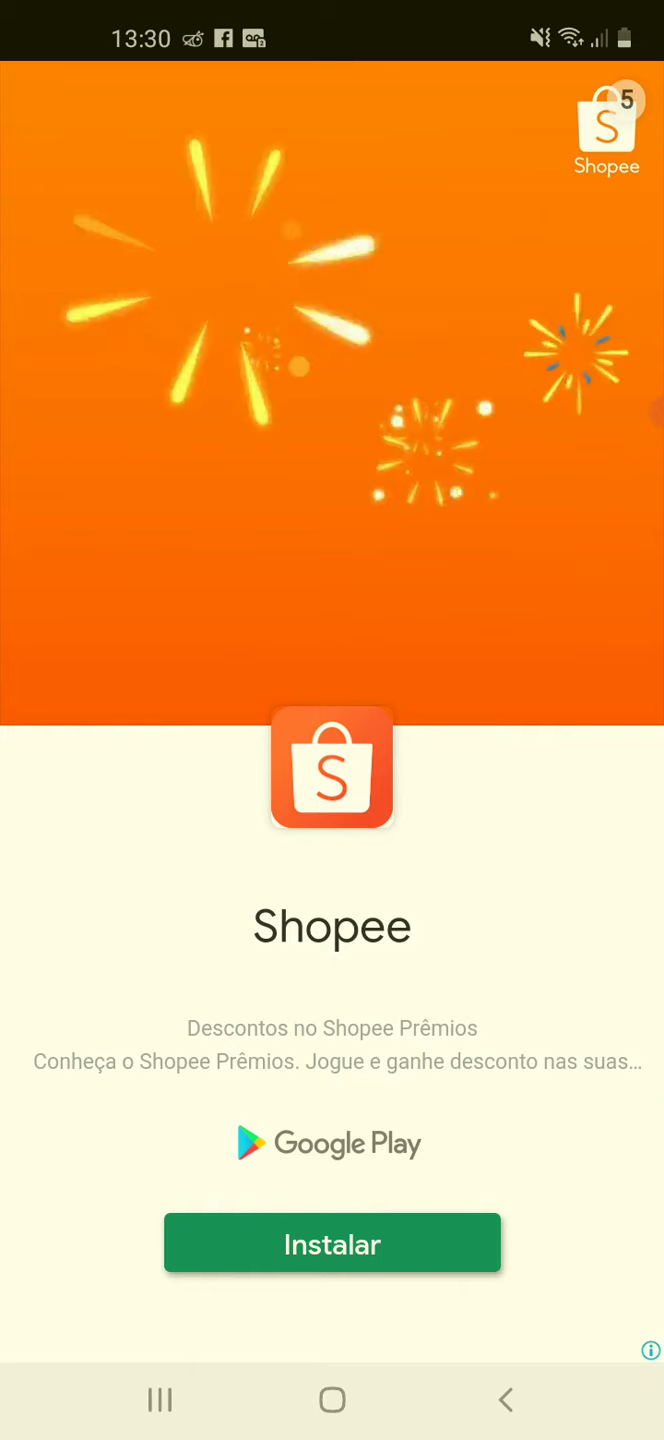 13:30
5
S
Shopee
S
Shopee
Descontos no Shopee Prêmios
Conheça o Shopee Prêmios. Jogue e ganhe desconto nas suas...
Google Play
Instalar